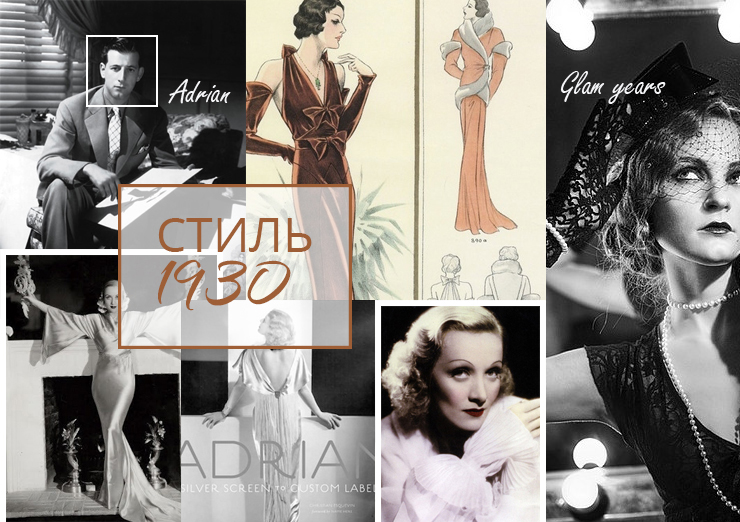 Adrian
Glam years
СТИЛЬ
1930
ADRIAN
SILVER SCREEN TO CUSTOM LABEL